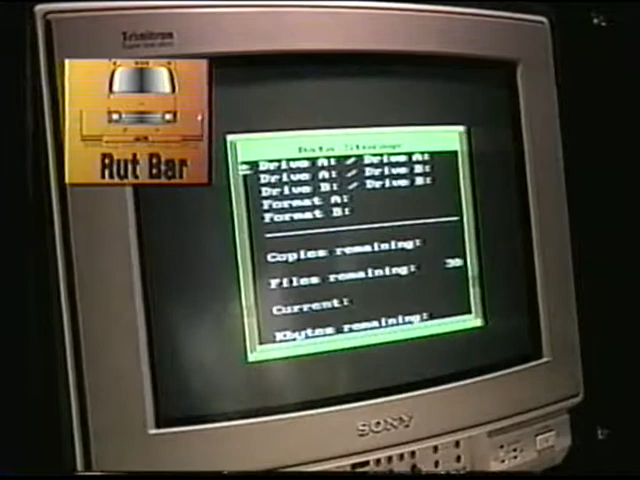 Trinitron
Rut Bar
Data Storage
Drive A: / Drive A:
Drive A: / Drive B:
Drive B: / Drive B:
Format A:
Format B:
Copies remaining:
Files remaining: 30
Current:
Kbytes remaining:
SONY